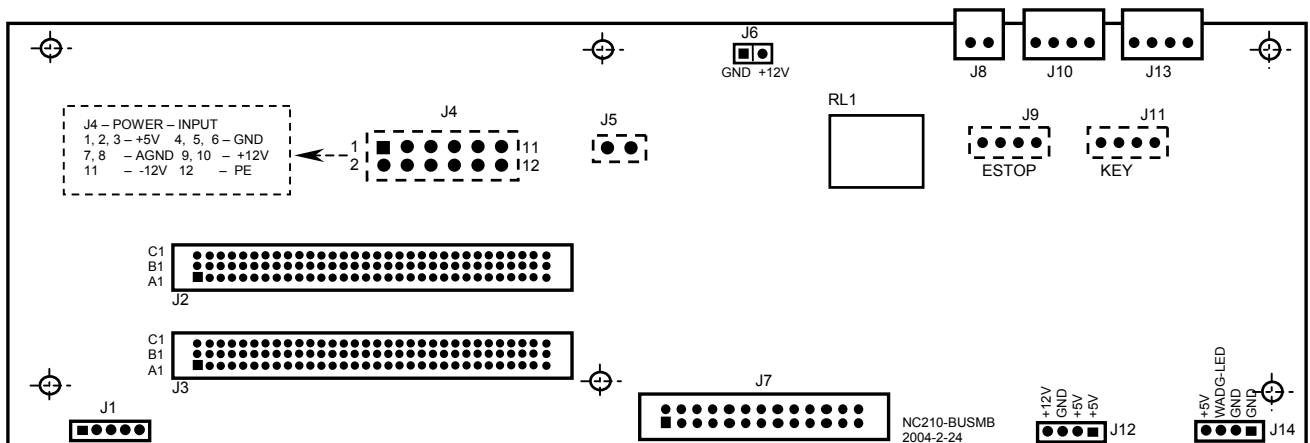 J6
GND +12V
J8
J10
J13
RL1
J4
J5
J9
J11
J4 – POWER – INPUT
1, 2, 3 – +5V 4, 5, 6 – GND
7, 8 – AGND 9, 10 – +12V
11 – -12V 12 – PE
1
11
2
12
ESTOP
KEY
C1
B1
A1
J2
C1
B1
A1
J3
J1
J7
NC210-BUSMB
2004-2-24
+12V
GND
+5V
+5V
J12
+5V
WADG-LED
GND
GND
J14